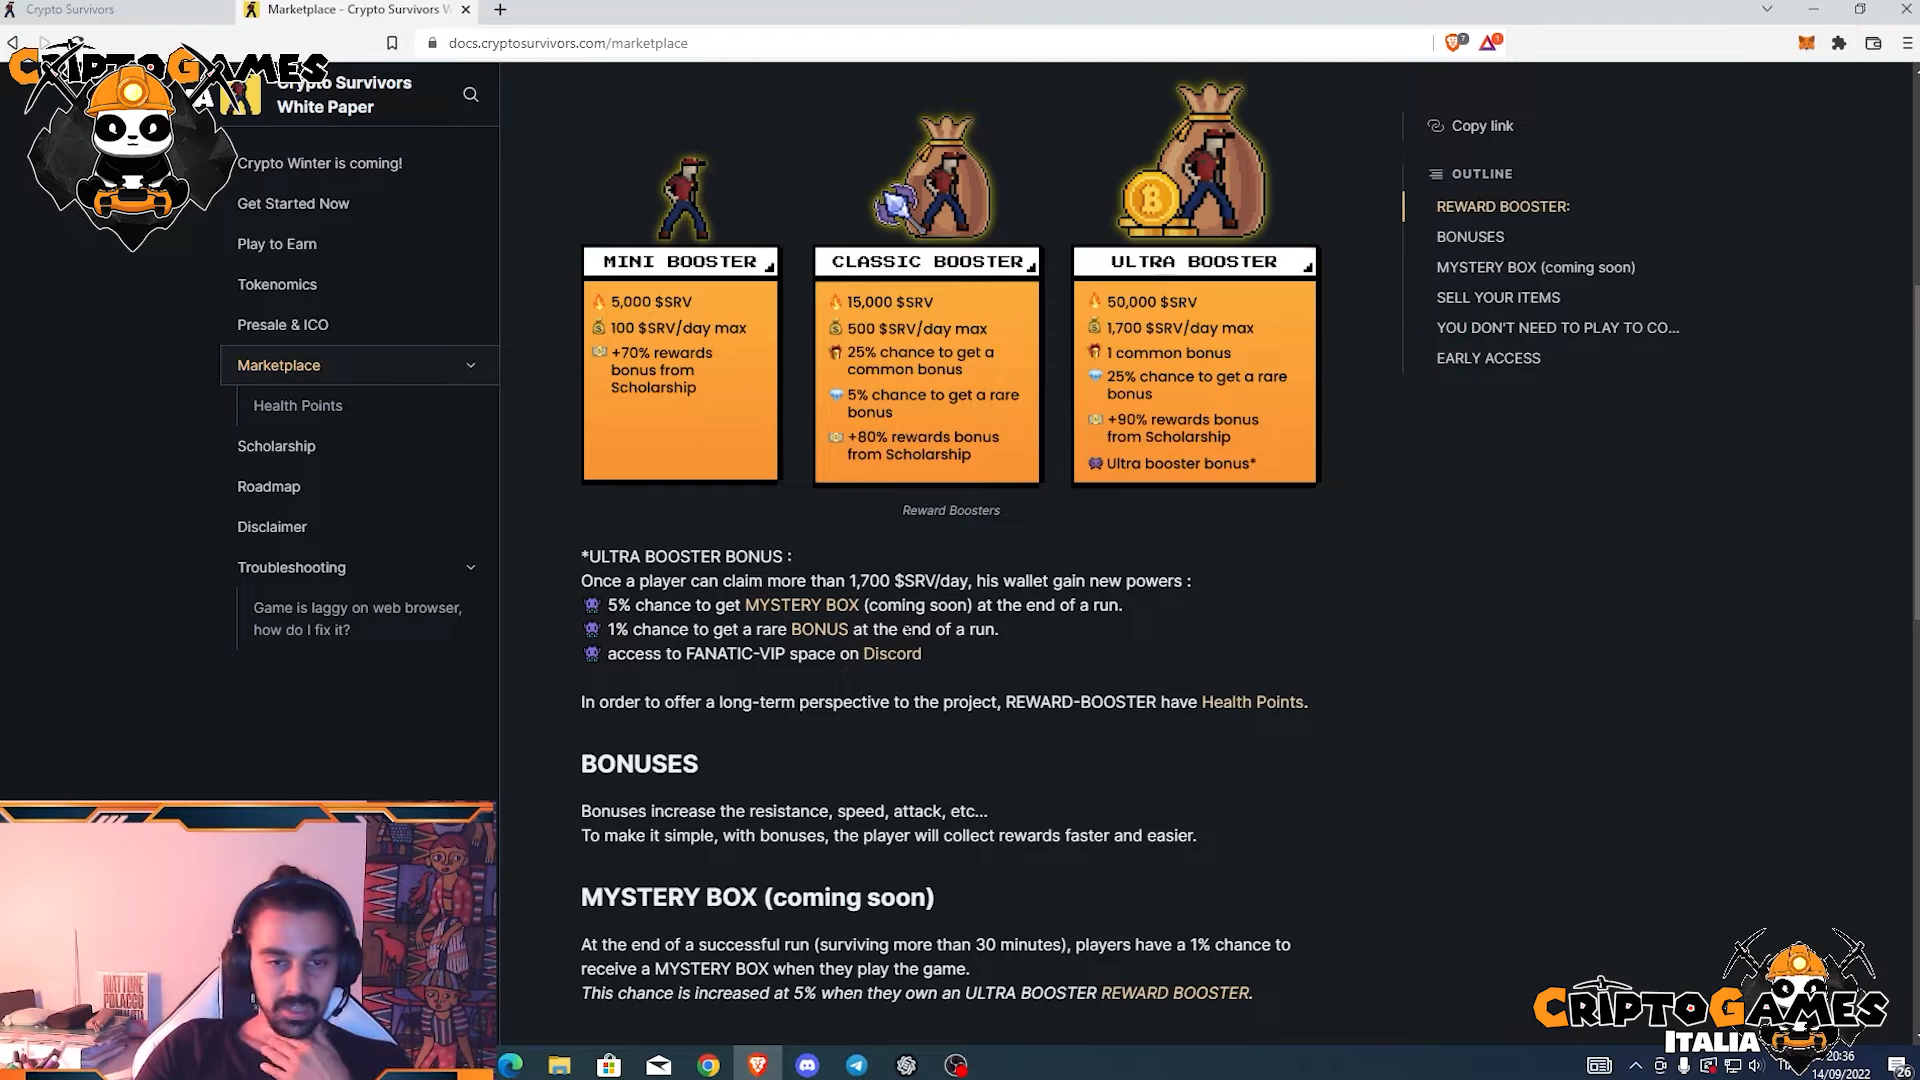 Crypto Survivors
Marketplace - Crypto Survivors W
docs.cryptosurvivors.com/marketplace
7
1
CRIPTOGAMES
Crypto Survivors
White Paper
Crypto Winter is coming!
Get Started Now
Play to Earn
Tokenomics
Presale & ICO
Marketplace
Health Points
Scholarship
Roadmap
Disclaimer
Troubleshooting
Game is laggy on web browser,
how do I fix it?
MINI BOOSTER
5,000 $SRV
100 $SRV/day max
+70% rewards
bonus from
Scholarship
CLASSIC BOOSTER
15,000 $SRV
500 $SRV/day max
25% chance to get a
common bonus
5% chance to get a rare
bonus
+80% rewards bonus
from Scholarship
ULTRA BOOSTER
50,000 $SRV
1,700 $SRV/day max
1 common bonus
25% chance to get a rare
bonus
+90% rewards bonus
from Scholarship
Ultra booster bonus*
Reward Boosters
*ULTRA BOOSTER BONUS :
Once a player can claim more than 1,700 $SRV/day, his wallet gain new powers :
5% chance to get MYSTERY BOX (coming soon) at the end of a run.
1% chance to get a rare BONUS at the end of a run.
access to FANATIC-VIP space on Discord
In order to offer a long-term perspective to the project, REWARD-BOOSTER have Health Points.
BONUSES
Bonuses increase the resistance, speed, attack, etc...
To make it simple, with bonuses, the player will collect rewards faster and easier.
MYSTERY BOX (coming soon)
At the end of a successful run (surviving more than 30 minutes), players have a 1% chance to
receive a MYSTERY BOX when they play the game.
This chance is increased at 5% when they own an ULTRA BOOSTER REWARD BOOSTER.
Copy link
OUTLINE
REWARD BOOSTER:
BONUSES
MYSTERY BOX (coming soon)
SELL YOUR ITEMS
YOU DON'T NEED TO PLAY TO CO...
EARLY ACCESS
MATTONE
POLACCO
CRIPTOGAMES
ITALIA
20:36
14/09/2022
26